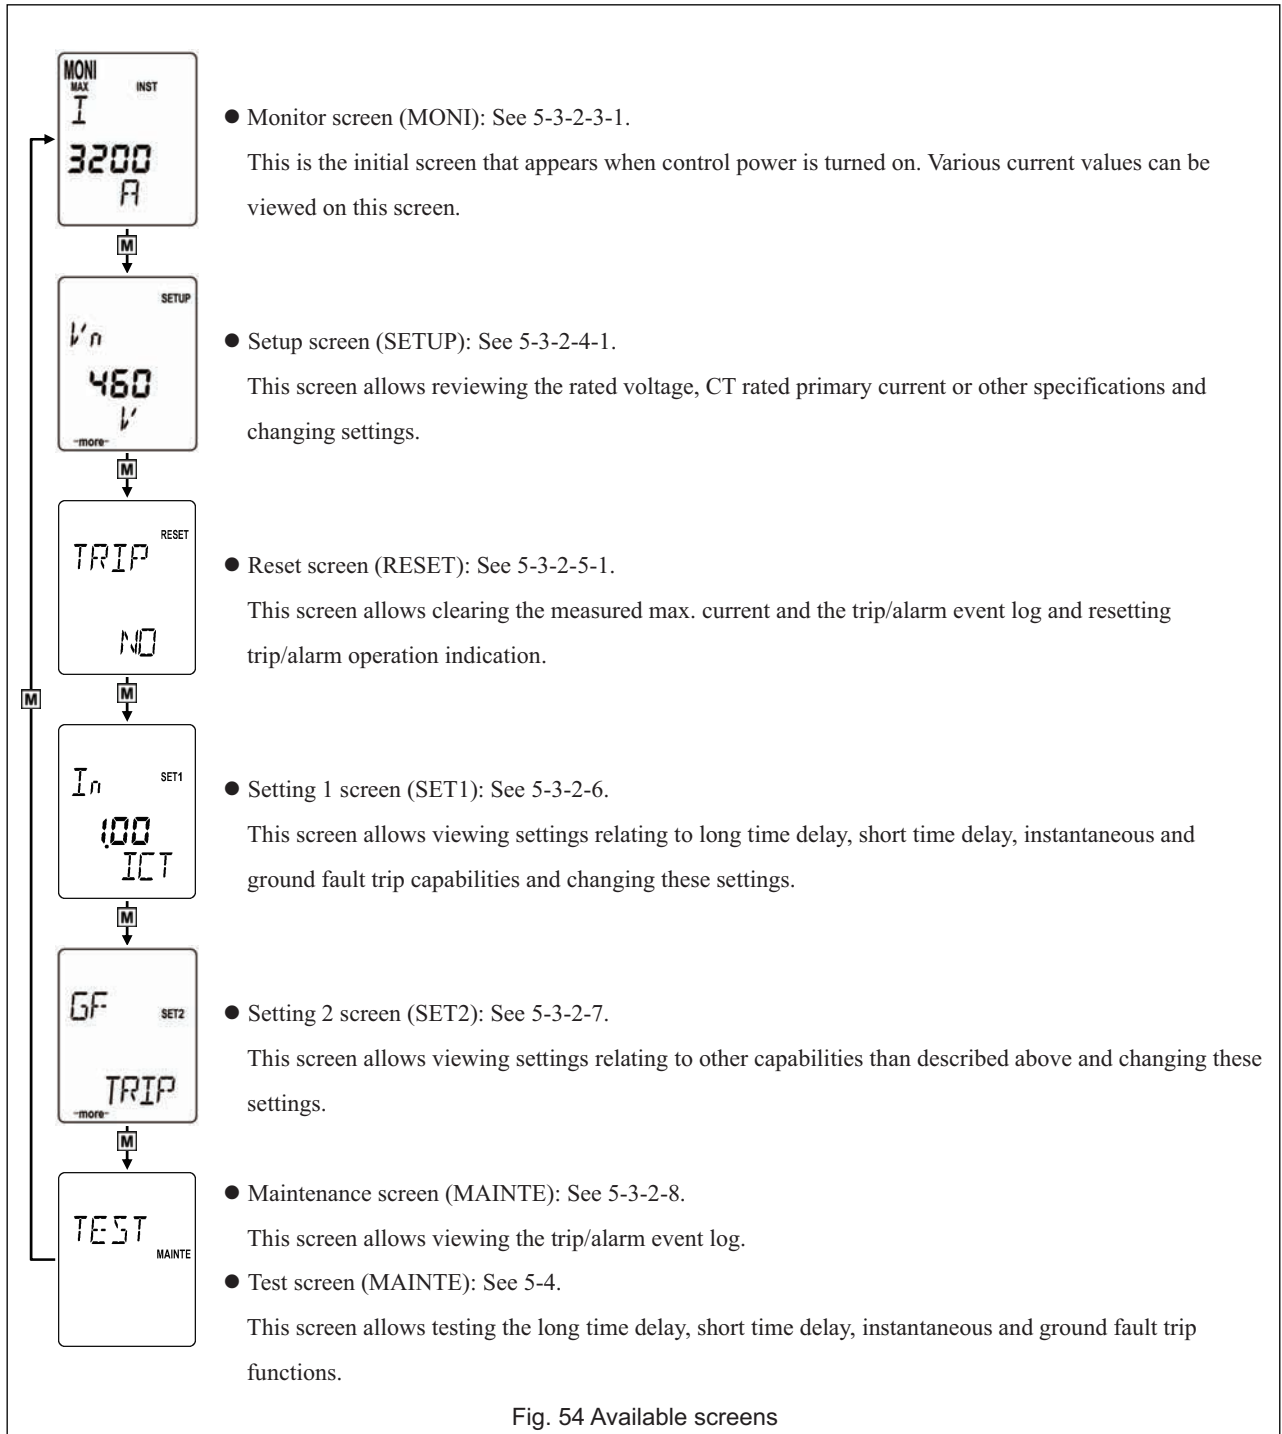 MONI
MAX INST
I
3200
A
● Monitor screen (MONI): See 5-3-2-3-1.
This is the initial screen that appears when control power is turned on. Various current values can be
viewed on this screen.
M
SETUP
Vn
460
V
-more-
● Setup screen (SETUP): See 5-3-2-4-1.
This screen allows reviewing the rated voltage, CT rated primary current or other specifications and
changing settings.
M
RESET
TRIP
NO
● Reset screen (RESET): See 5-3-2-5-1.
This screen allows clearing the measured max. current and the trip/alarm event log and resetting
trip/alarm operation indication.
M
M
In SET1
1.00
ICT
● Setting 1 screen (SET1): See 5-3-2-6.
This screen allows viewing settings relating to long time delay, short time delay, instantaneous and
ground fault trip capabilities and changing these settings.
M
GF SET2
TRIP
-more-
● Setting 2 screen (SET2): See 5-3-2-7.
This screen allows viewing settings relating to other capabilities than described above and changing these
settings.
M
TEST
MAINTE
● Maintenance screen (MAINTE): See 5-3-2-8.
This screen allows viewing the trip/alarm event log.
● Test screen (MAINTE): See 5-4.
This screen allows testing the long time delay, short time delay, instantaneous and ground fault trip
functions.
Fig. 54 Available screens